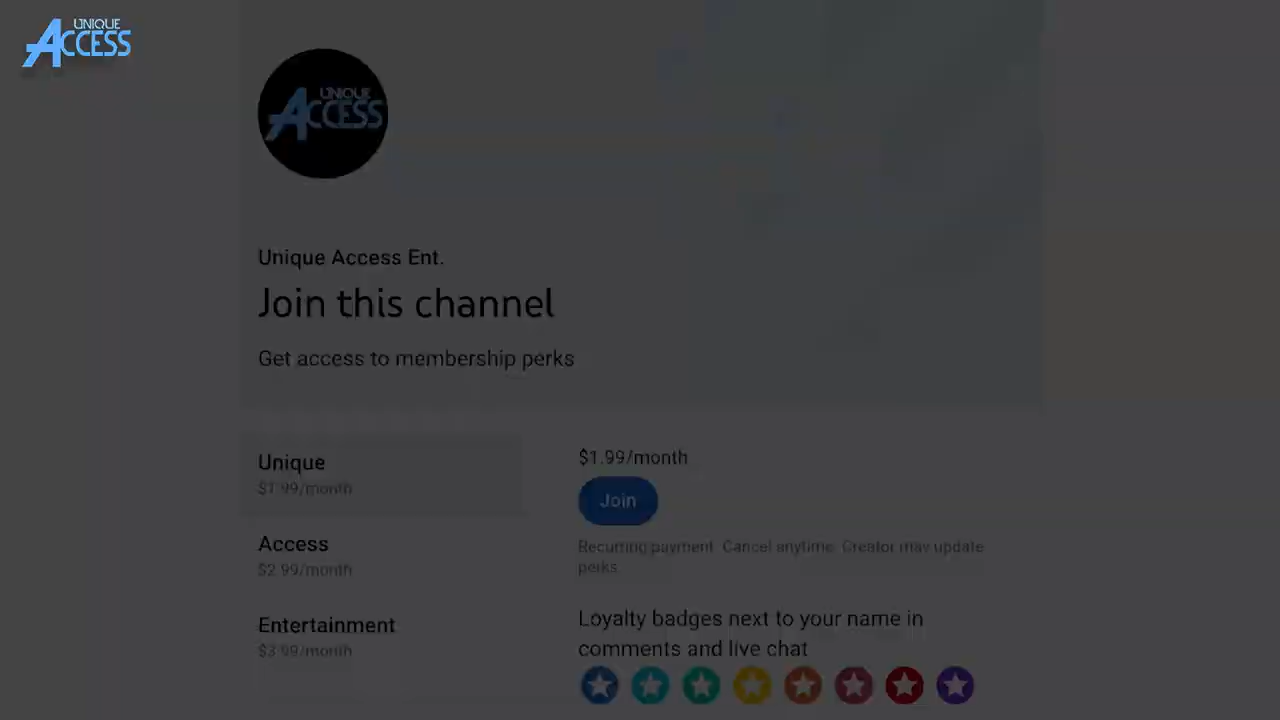 UNIQUE
ACCESS
UNIQUE
ACCESS
Unique Access Ent.
Join this channel
Get access to membership perks
Unique
$1.99/month
Access
$2.99/month
Entertainment
$3.99/month
$1.99/month
Join
Recurring payment. Cancel anytime. Creator may update
perks.
Loyalty badges next to your name in
comments and live chat